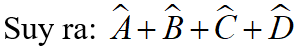 Suy ra: Â + B̂ + Ĉ + D̂